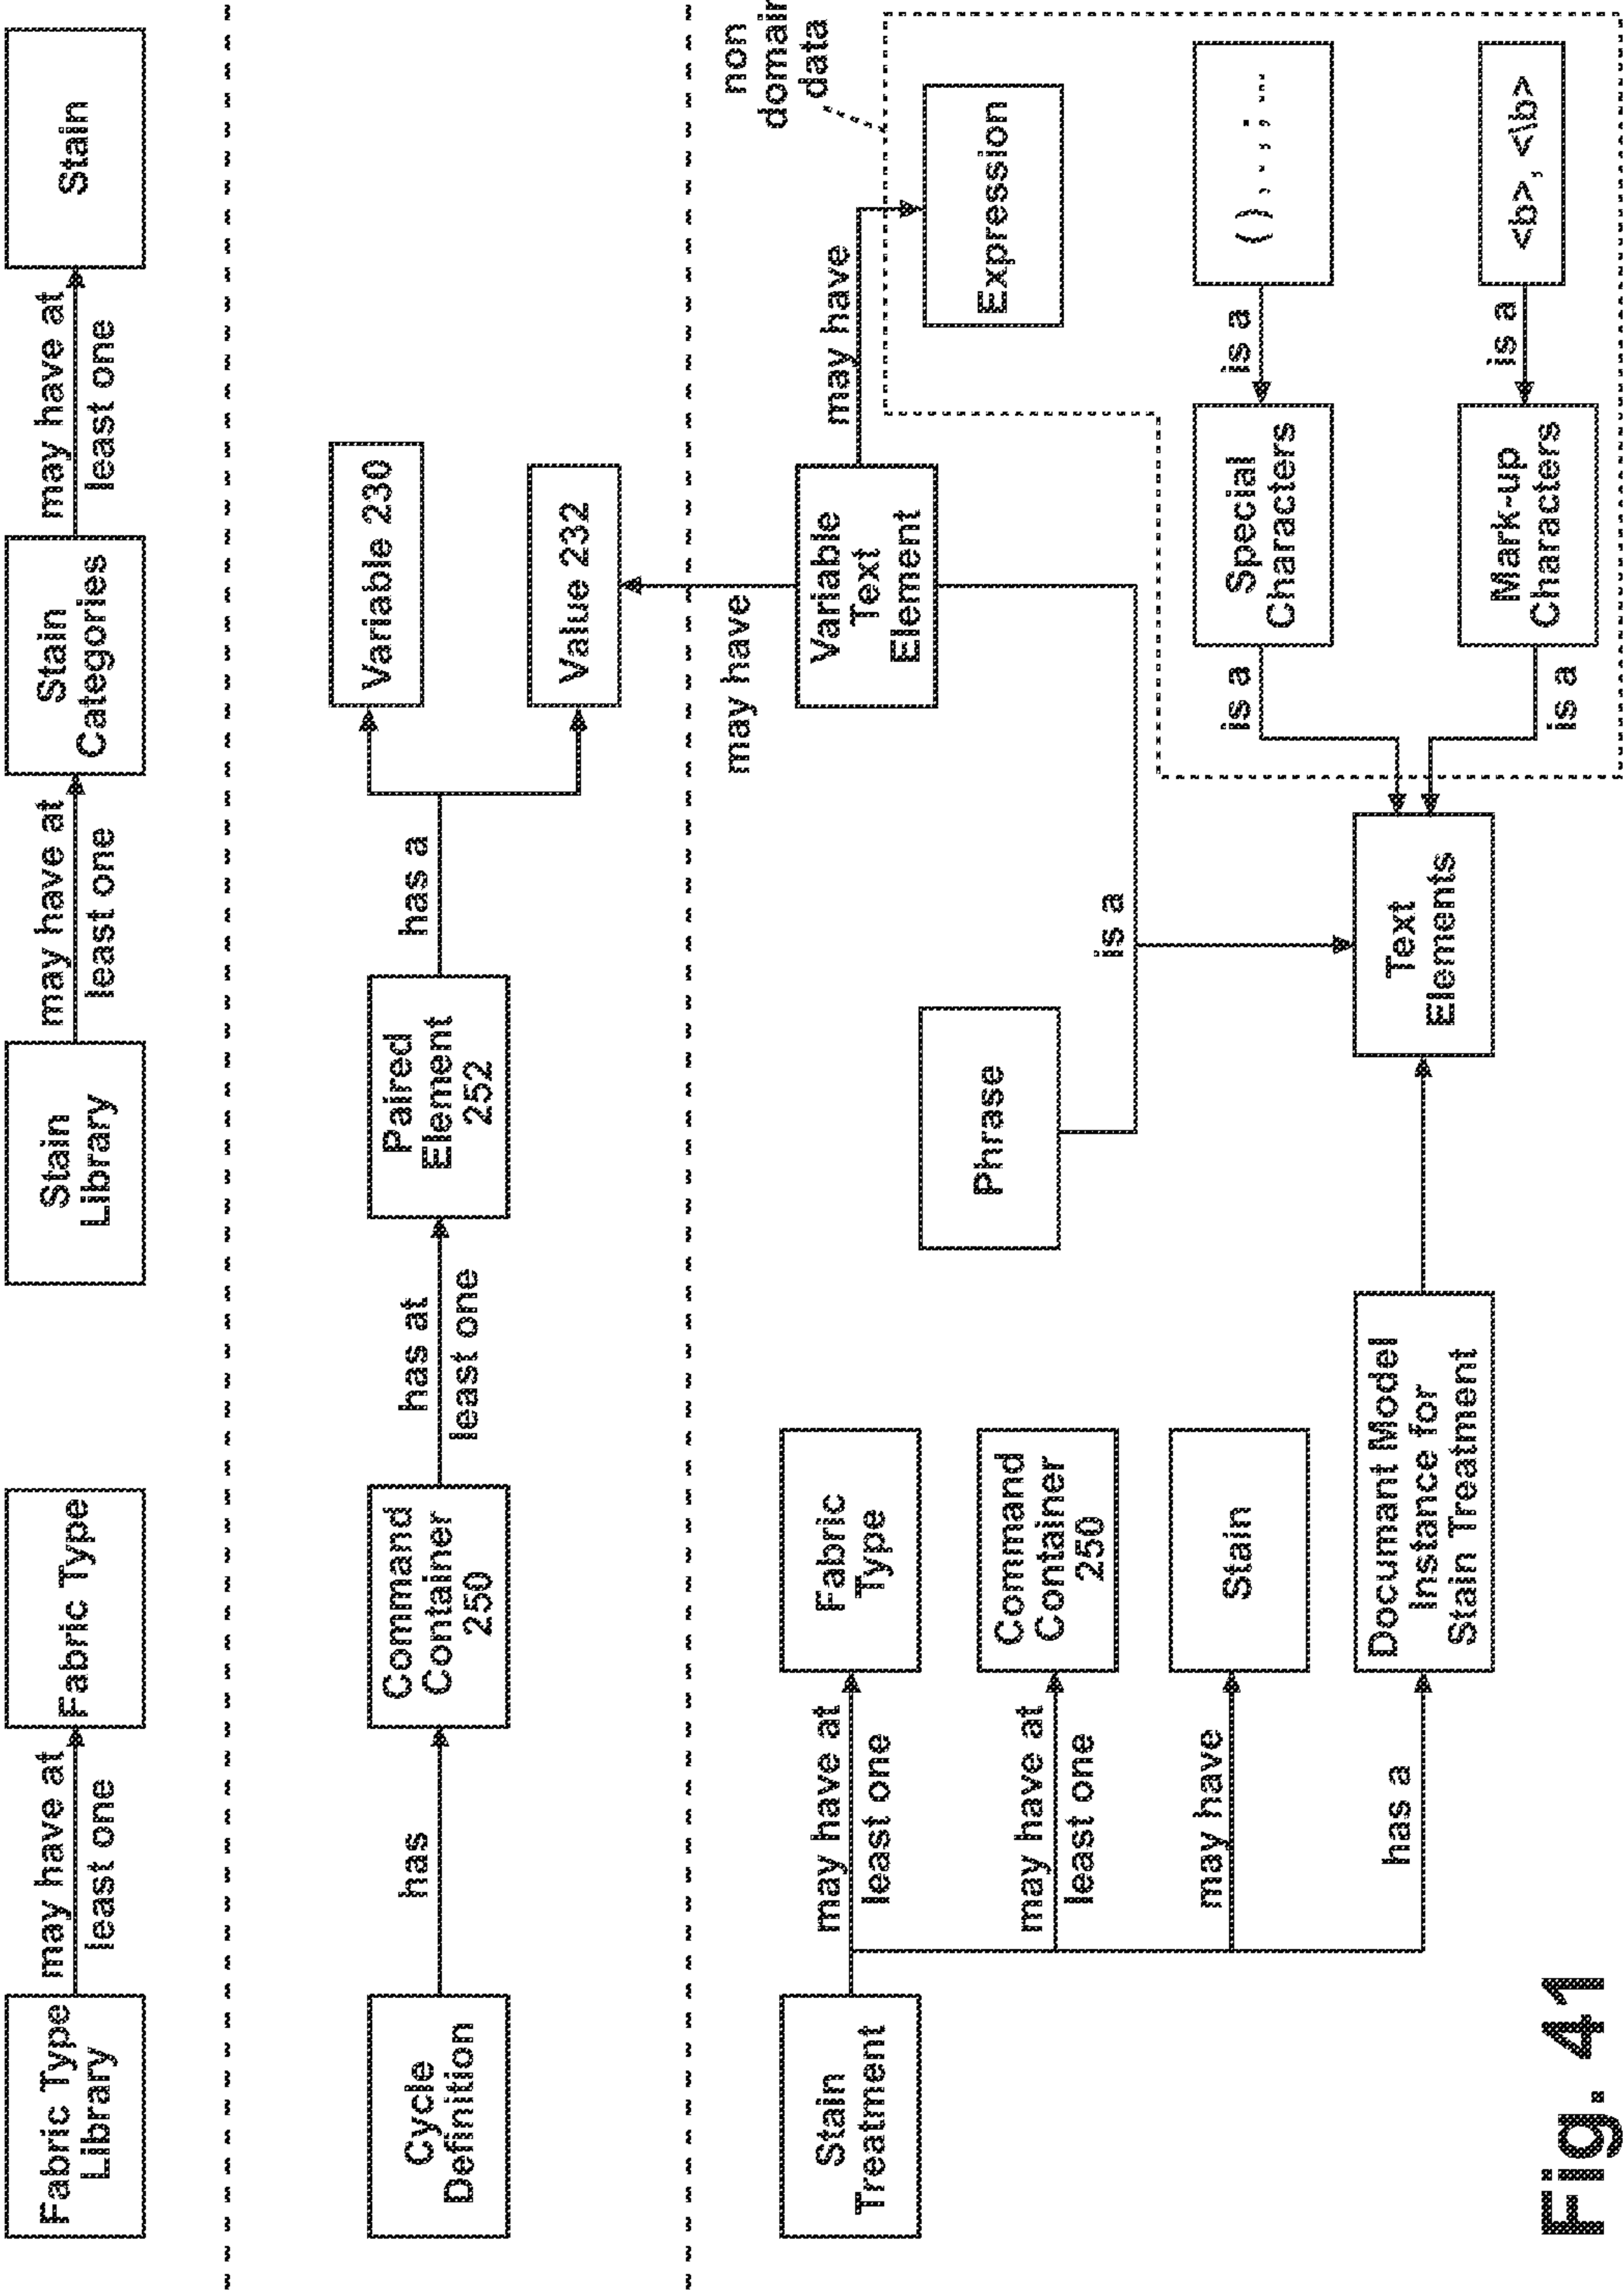 Fabric Type
Library
may have at
least one
Fabric Type
Stain
Library
may have at
least one
Stain
Categories
may have at
least one
Stain
Cycle
Definition
has
Command
Container
250
has at
least one
Paired
Element
252
has a
Variable 230
Value 232
may have
Stain
Treatment
may have at
least one
Fabric
Type
may have at
least one
Command
Container
250
may have
Stain
has a
Documant Model
Instance for
Stain Treatment
Phrase
is a
Text
Elements
Variable
Text
Element
may have
Expression
non
domain
data
is a
Special
Characters
is a
is a
Mark-up
Characters
is a
<b>, <\b>
Fig. 41